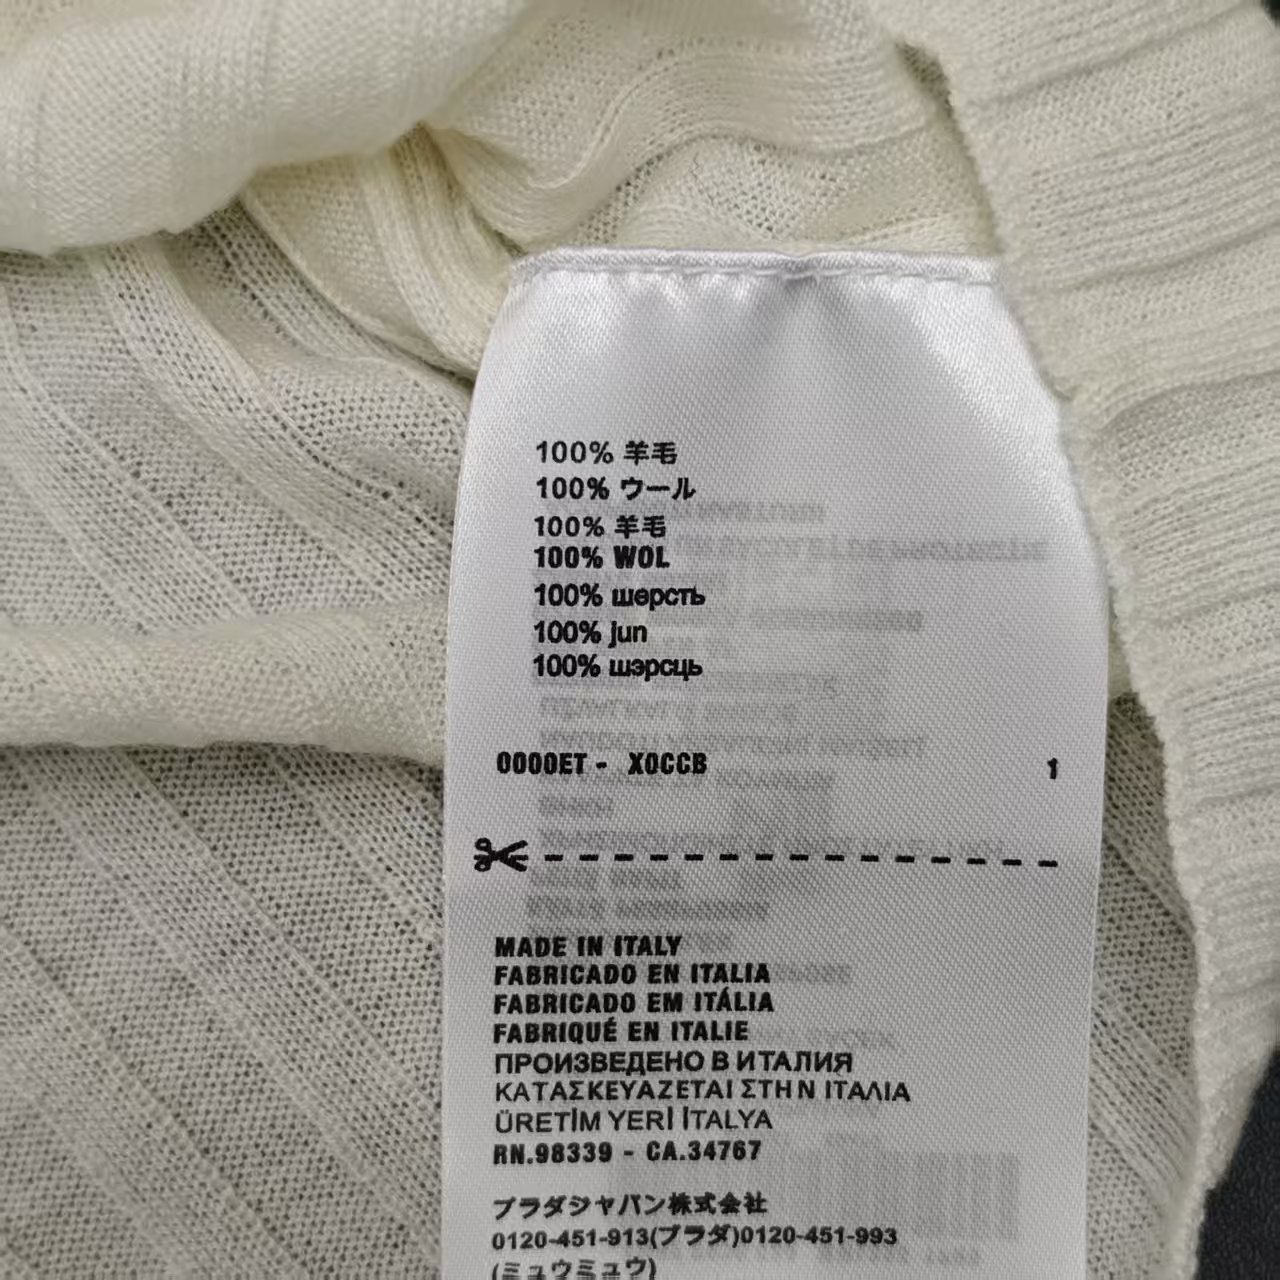 100% 羊毛
100% ウール
100% 羊毛
100% WOL
100% шерсть
100% jun
100% шэрсць
0000ET - X0CCB 1
MADE IN ITALY
FABRICADO EN ITALIA
FABRICADO EM ITÁLIA
FABRIQUÉ EN ITALIE
ПРОИЗВЕДЕНО В ИТАЛИЯ
ΚΑΤΑΣΚΕΥΑΖΕΤΑΙ ΣΤΗΝ ΙΤΑΛΙΑ
ÜRETİM YERİ İTALYA
RN.98339 - CA.34767
プラダジャパン株式会社
0120-451-913(プラダ)0120-451-993
(ミュウミュウ)